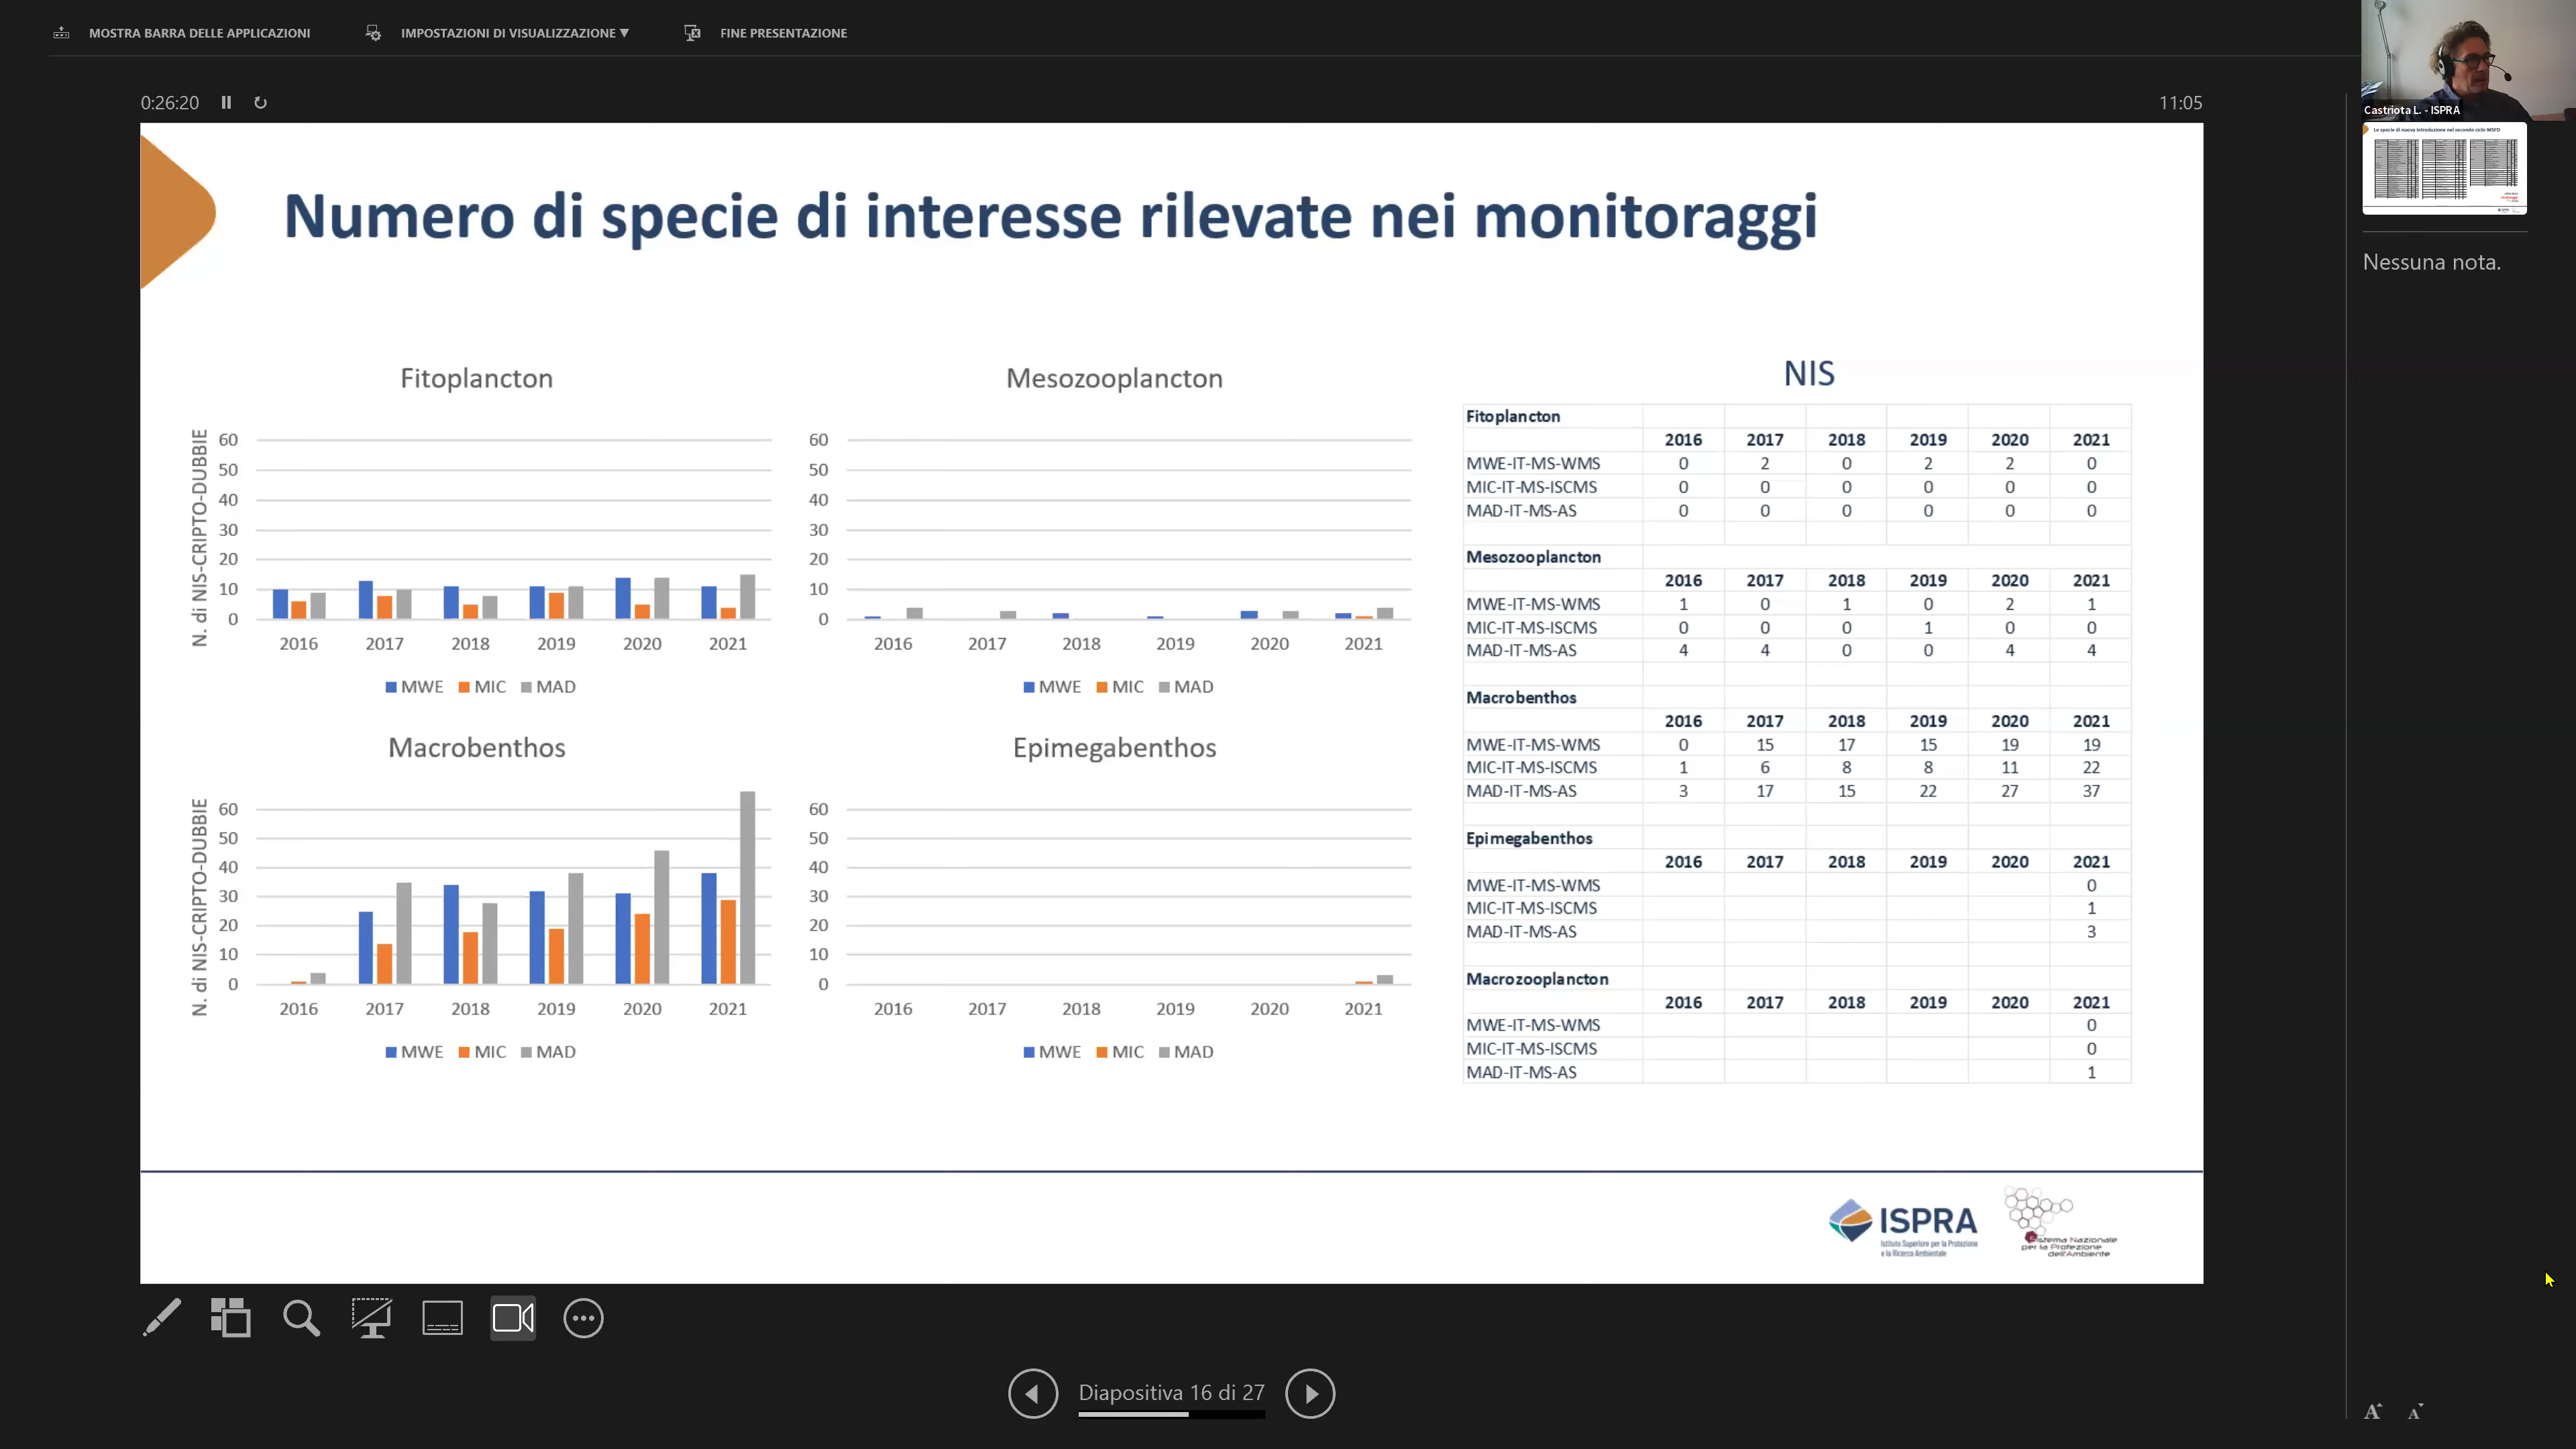 MOSTRA BARRA DELLE APPLICAZIONI
IMPOSTAZIONI DI VISUALIZZAZIONE ▼
FINE PRESENTAZIONE
0:26:20
11:05
Castriota L. - ISPRA
Le specie di nuova introduzione nel secondo ciclo MSFD
Nessuna nota.
Numero di specie di interesse rilevate nei monitoraggi
Fitoplancton
N. di NIS-CRIPTO-DUBBIE
60
50
40
30
20
10
0
2016 2017 2018 2019 2020 2021
MWE MIC MAD
Mesozooplancton
60
50
40
30
20
10
0
2016 2017 2018 2019 2020 2021
MWE MIC MAD
Macrobenthos
N. di NIS-CRIPTO-DUBBIE
60
50
40
30
20
10
0
2016 2017 2018 2019 2020 2021
MWE MIC MAD
Epimegabenthos
60
50
40
30
20
10
0
2016 2017 2018 2019 2020 2021
MWE MIC MAD
NIS
Fitoplancton
2016 2017 2018 2019 2020 2021
MWE-IT-MS-WMS 0 2 0 2 2 0
MIC-IT-MS-ISCMS 0 0 0 0 0 0
MAD-IT-MS-AS 0 0 0 0 0 0
Mesozooplancton
2016 2017 2018 2019 2020 2021
MWE-IT-MS-WMS 1 0 1 0 2 1
MIC-IT-MS-ISCMS 0 0 0 1 0 0
MAD-IT-MS-AS 4 4 0 0 4 4
Macrobenthos
2016 2017 2018 2019 2020 2021
MWE-IT-MS-WMS 0 15 17 15 19 19
MIC-IT-MS-ISCMS 1 6 8 8 11 22
MAD-IT-MS-AS 3 17 15 22 27 37
Epimegabenthos
2016 2017 2018 2019 2020 2021
MWE-IT-MS-WMS 0
MIC-IT-MS-ISCMS 1
MAD-IT-MS-AS 3
Macrozooplancton
2016 2017 2018 2019 2020 2021
MWE-IT-MS-WMS 0
MIC-IT-MS-ISCMS 0
MAD-IT-MS-AS 1
ISPRA
Istituto Superiore per la Protezione
e la Ricerca Ambientale
Sistema Nazionale
per la Protezione
dell'Ambiente
Diapositiva 16 di 27
A A